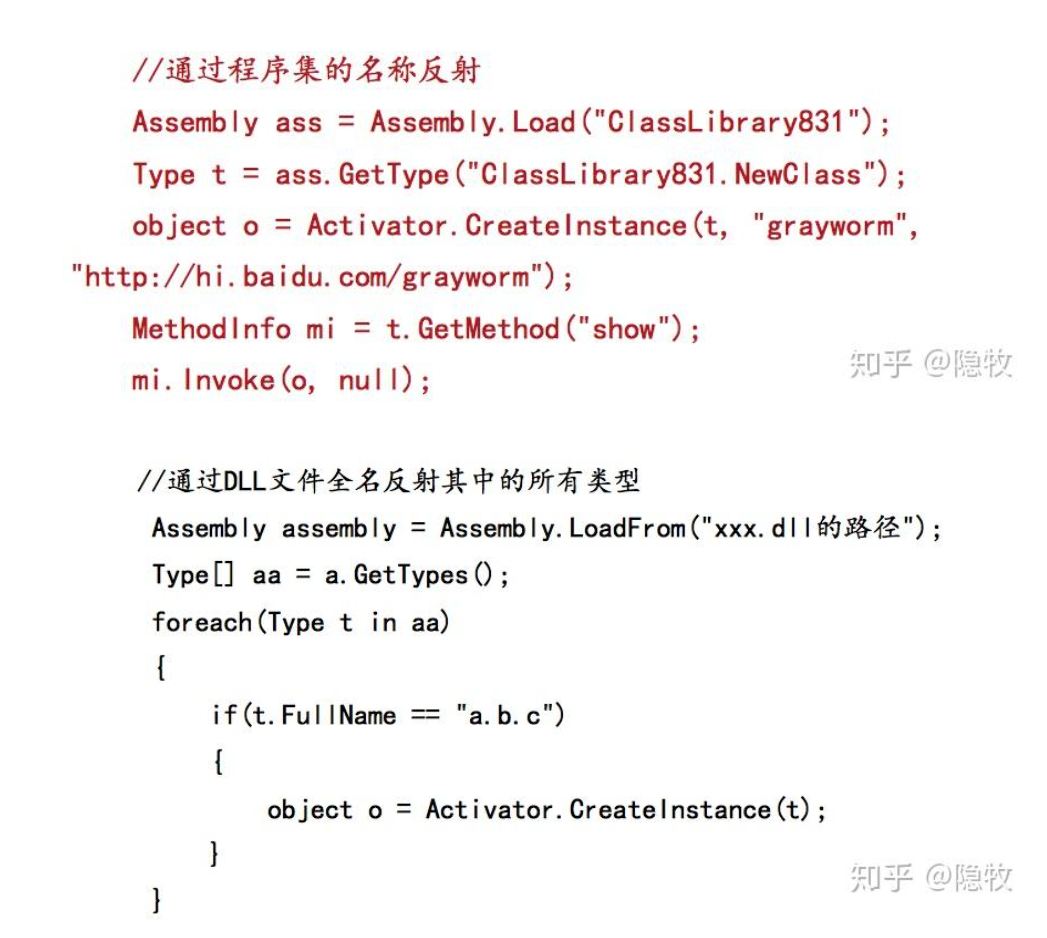 //通过程序集的名称反射
Assembly ass = Assembly.Load("ClassLibrary831");
Type t = ass.GetType("ClassLibrary831.NewClass");
object o = Activator.CreateInstance(t, "grayworm",
"http://hi.baidu.com/grayworm");
MethodInfo mi = t.GetMethod("show");
mi.Invoke(o, null);
知乎 @隐牧
//通过DLL文件全名反射其中的所有类型
Assembly assembly = Assembly.LoadFrom("xxx.dll的路径");
Type[] aa = a.GetTypes();
foreach(Type t in aa)
{
if(t.FullName == "a.b.c")
{
object o = Activator.CreateInstance(t);
}
知乎 @隐牧
}